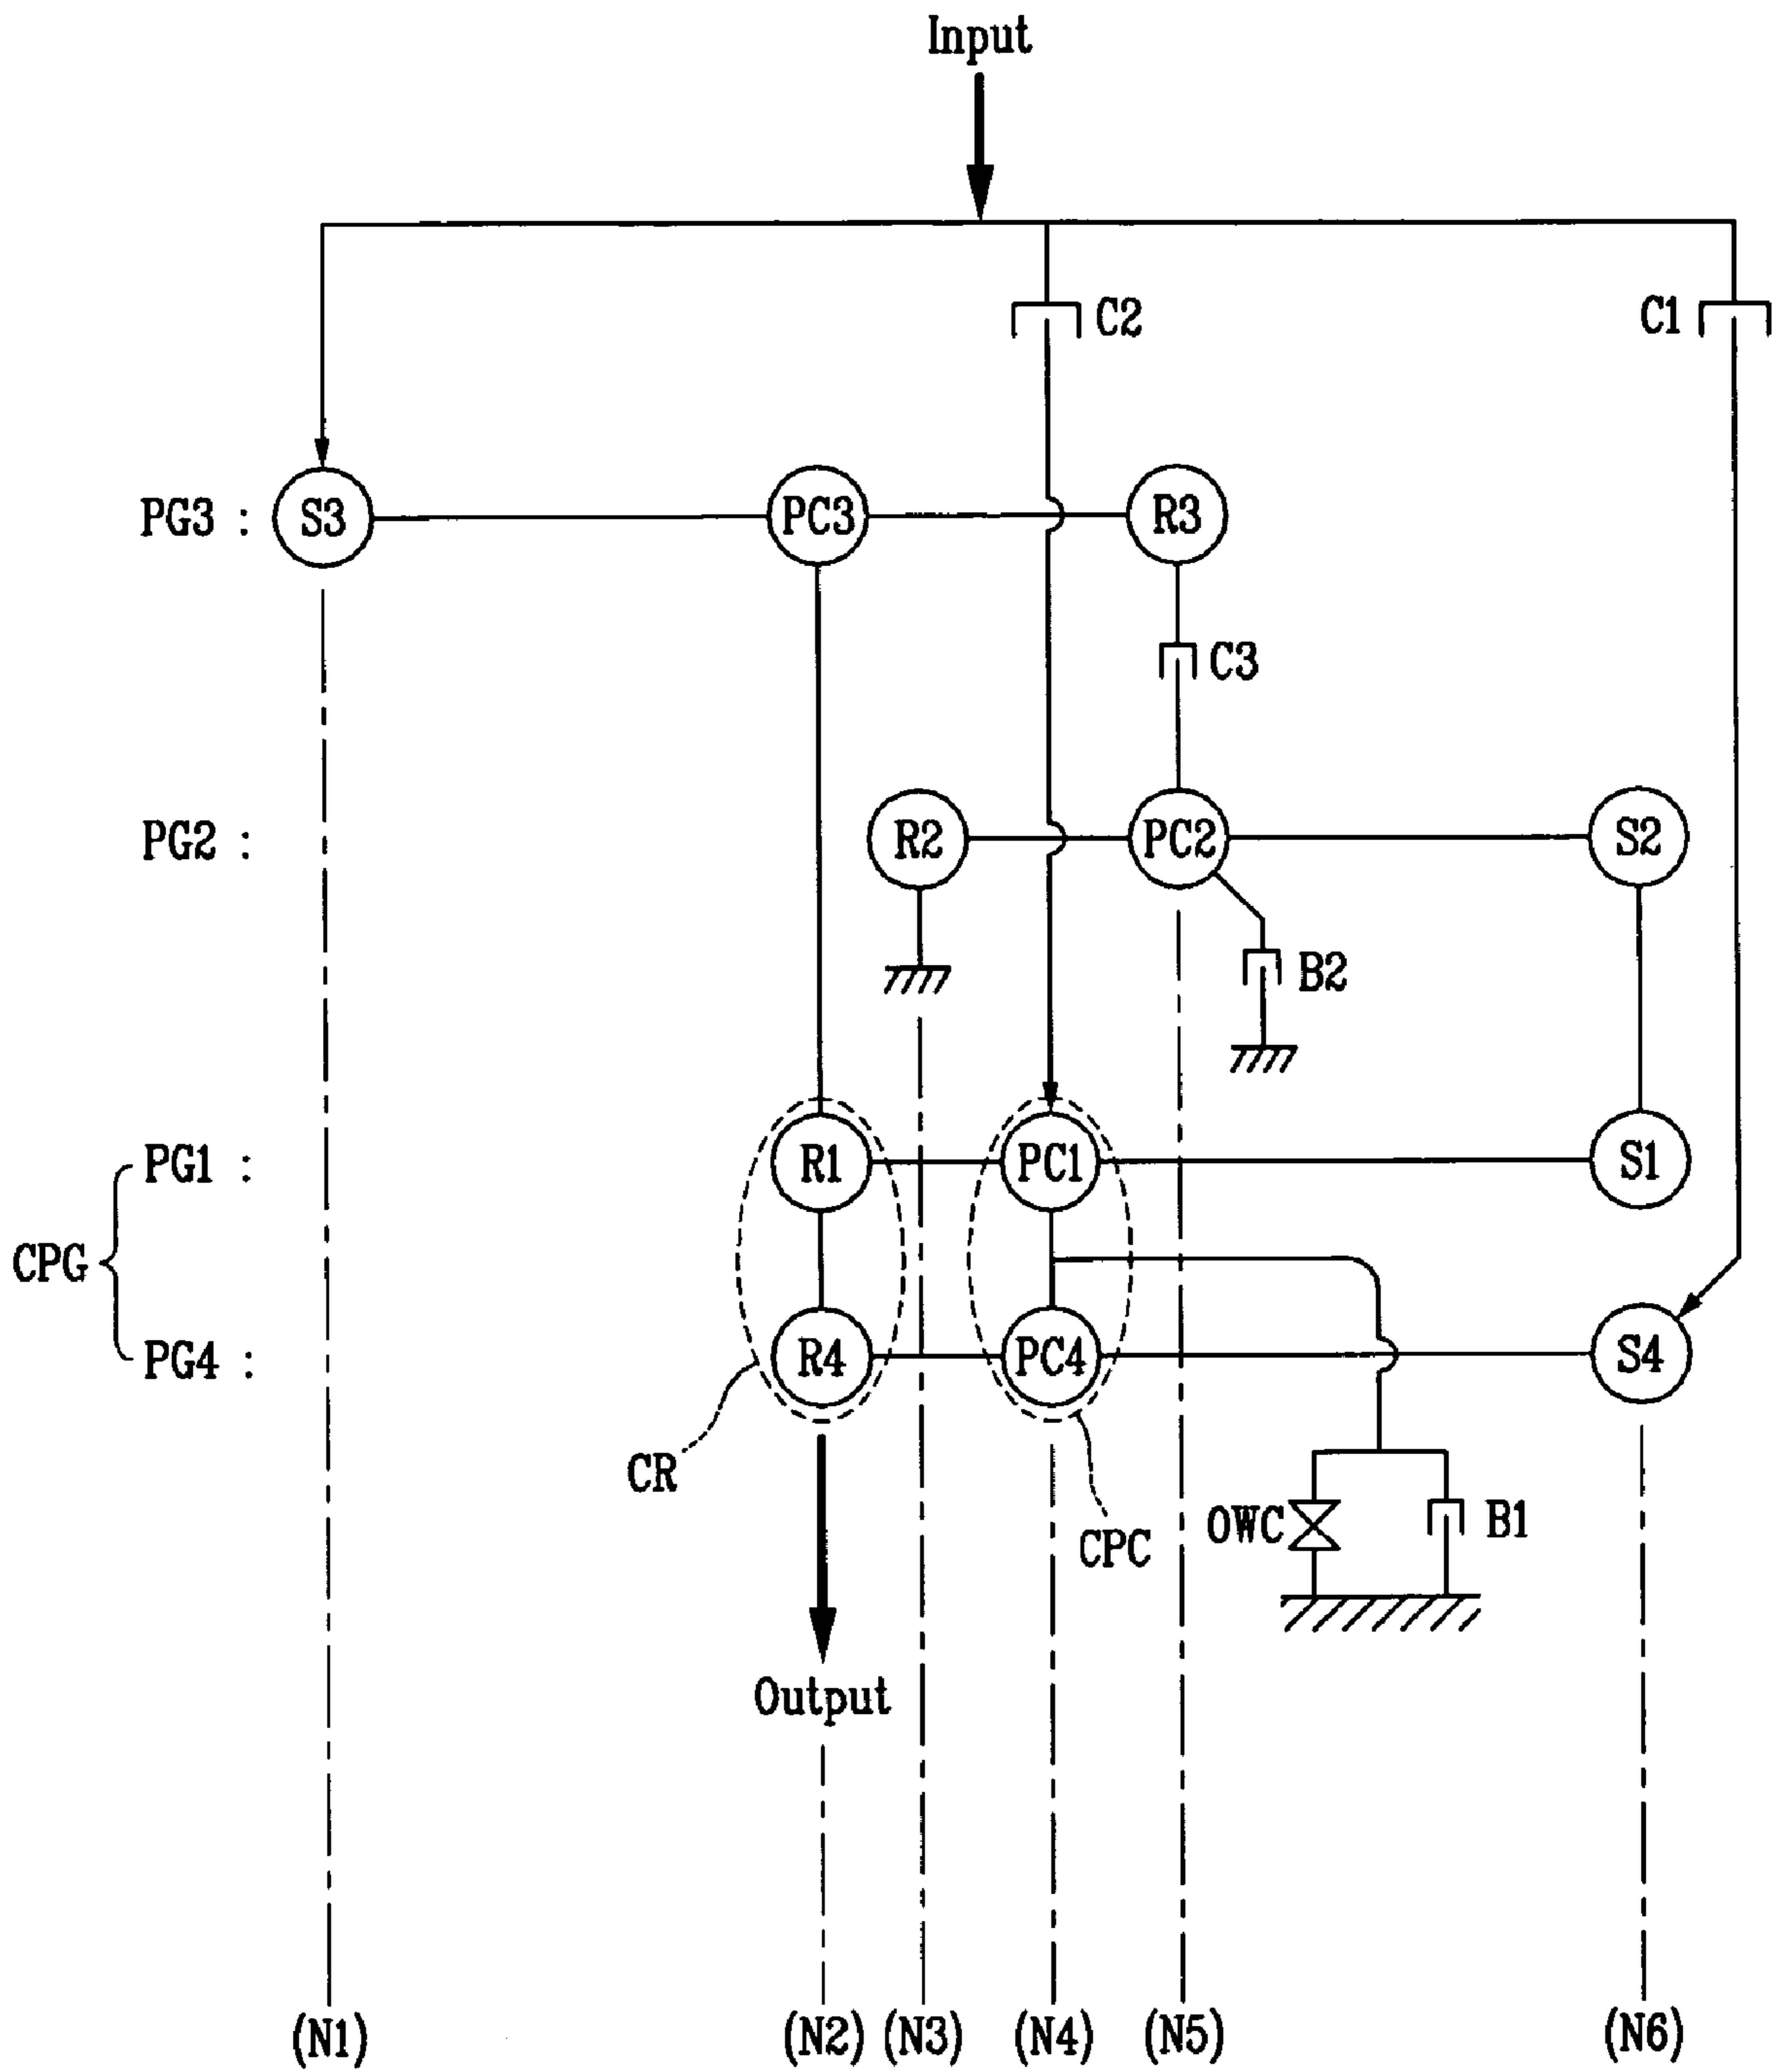 Input
C2
C1
PG3 : S3 PC3 R3
C3
PG2 : R2 PC2 S2
B2
PG1 : R1 PC1 S1
CPG
PG4 : R4 PC4 S4
CR
CPC
OWC
B1
Output
(N1) (N2) (N3) (N4) (N5) (N6)